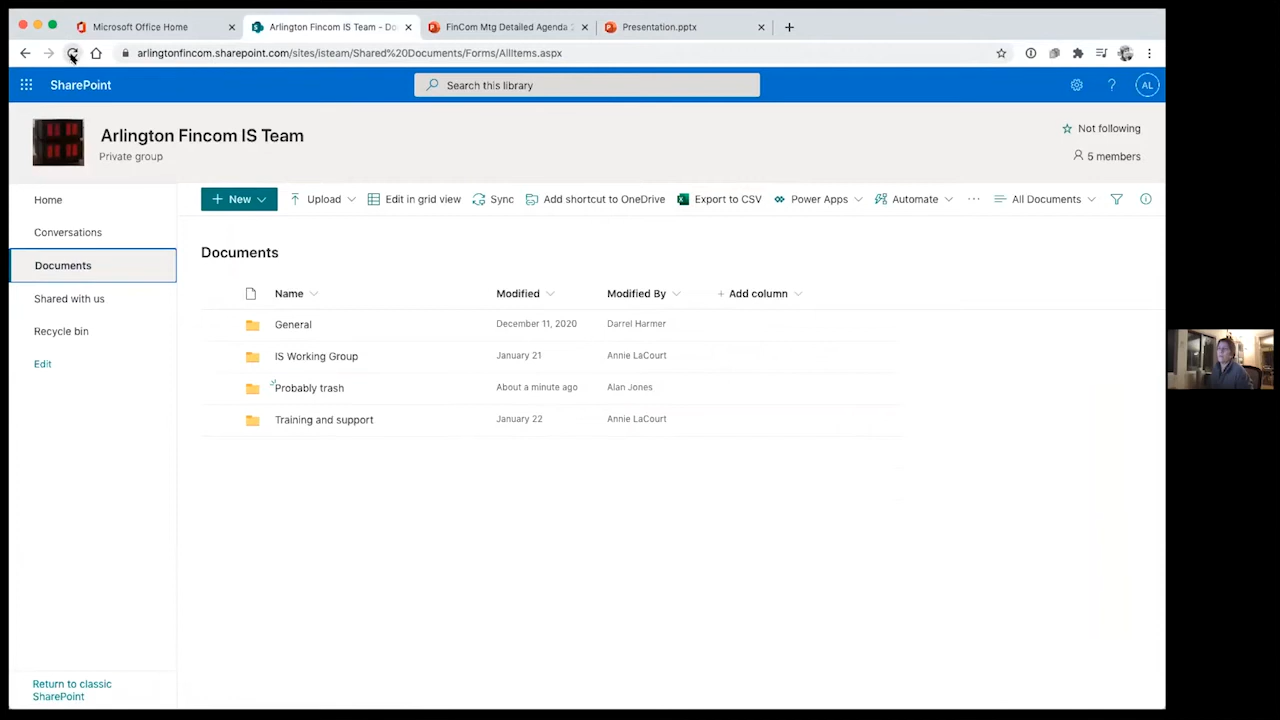 Microsoft Office Home
Arlington Fincom IS Team - Do
FinCom Mtg Detailed Agenda
Presentation.pptx
arlingtonfincom.sharepoint.com/sites/isteam/Shared%20Documents/Forms/AllItems.aspx
SharePoint
Search this library
AL
Arlington Fincom IS Team
Private group
Not following
5 members
Home
Conversations
Documents
Shared with us
Recycle bin
Edit
New
Upload
Edit in grid view
Sync
Add shortcut to OneDrive
Export to CSV
Power Apps
Automate
All Documents
Documents
Name
Modified
Modified By
Add column
General
December 11, 2020
Darrel Harmer
IS Working Group
January 21
Annie LaCourt
Probably trash
About a minute ago
Alan Jones
Training and support
January 22
Annie LaCourt
Return to classic
SharePoint